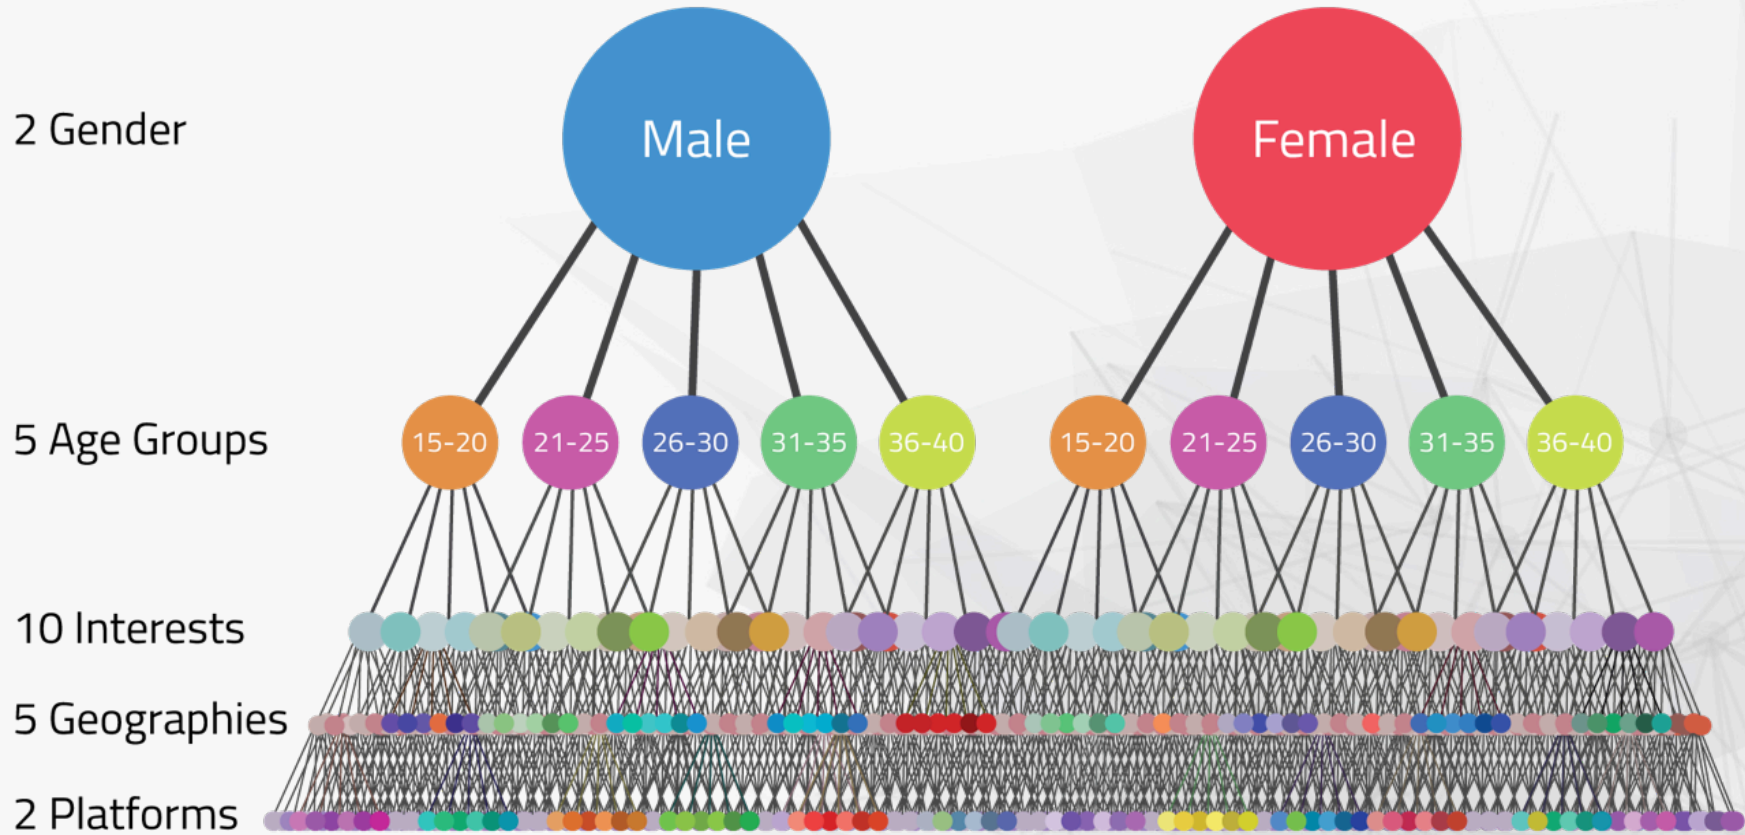 2 Gender
Male
Female
5 Age Groups
15-20
21-25
26-30
31-35
36-40
15-20
21-25
26-30
31-35
36-40
10 Interests
5 Geographies
2 Platforms